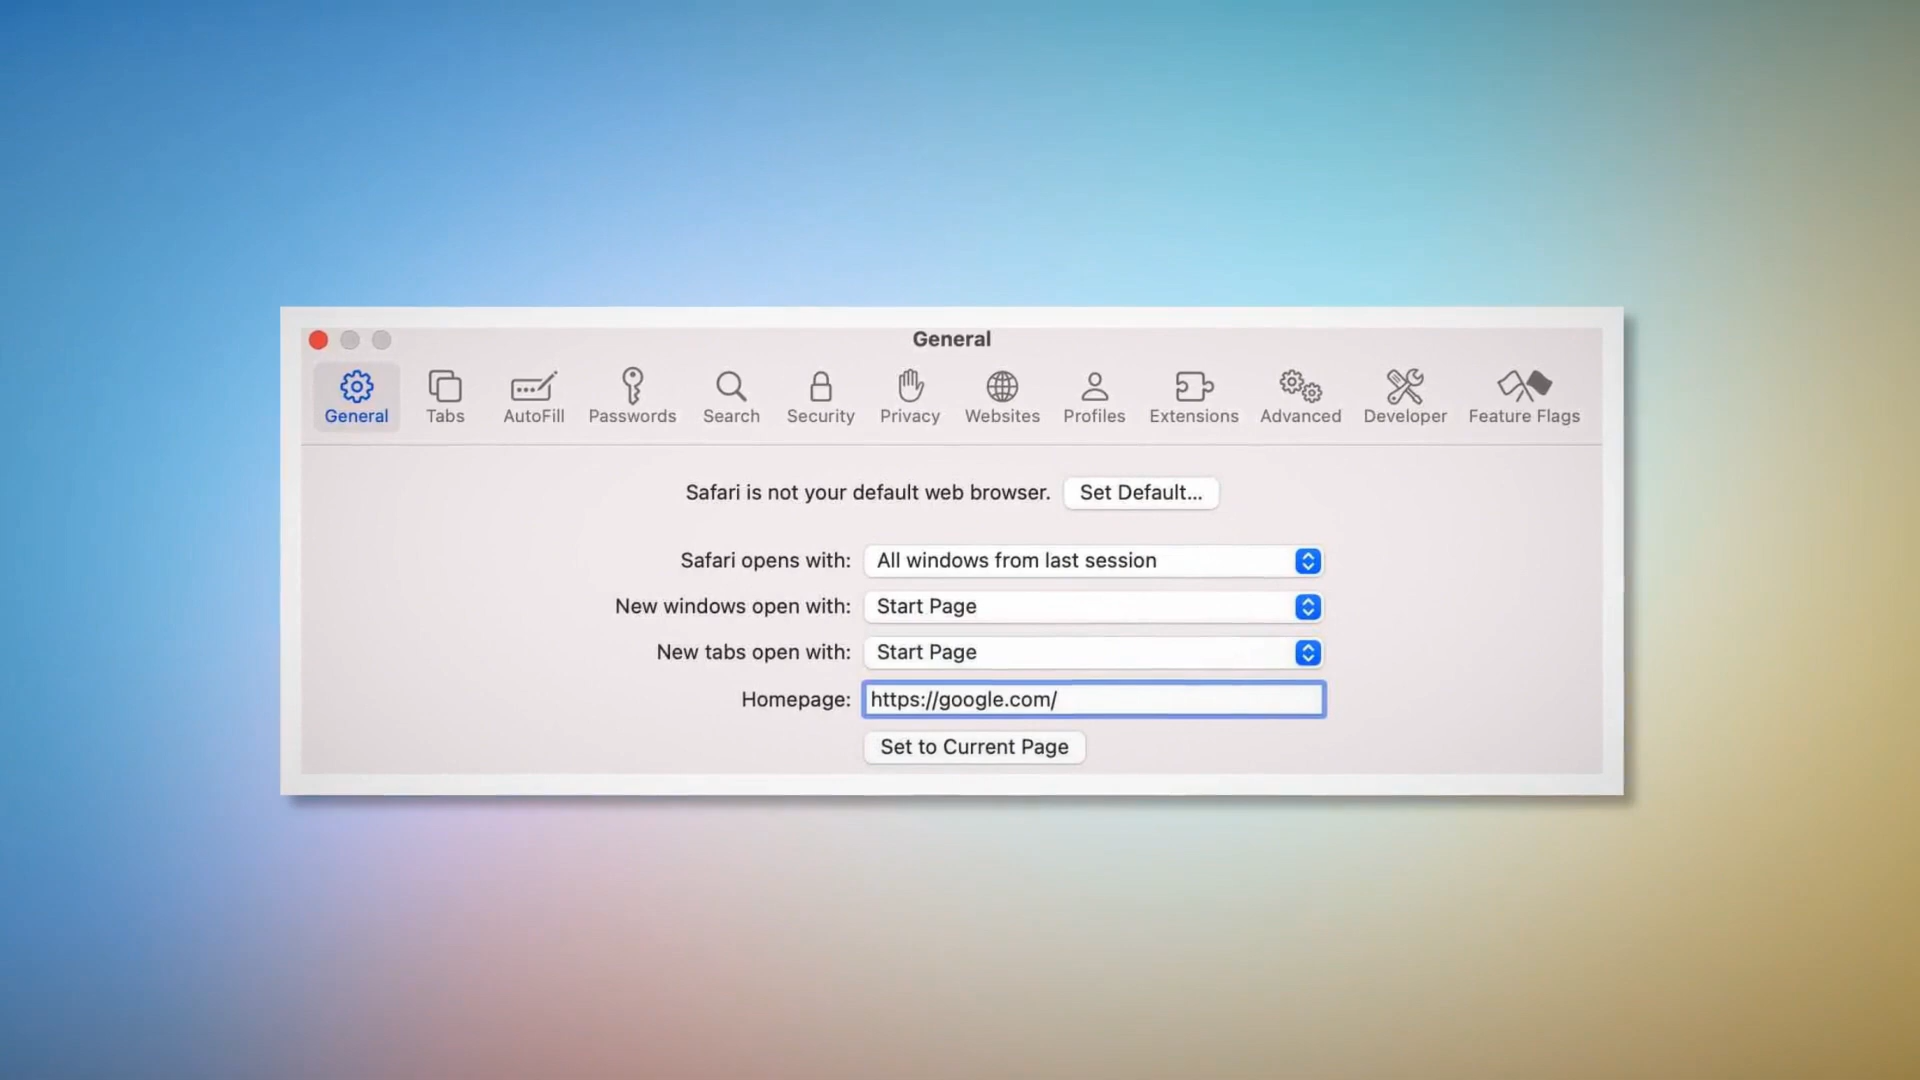 General
General Tabs AutoFill Passwords Search Security Privacy Websites Profiles Extensions Advanced Developer Feature Flags
Safari is not your default web browser. Set Default...
Safari opens with: All windows from last session
New windows open with: Start Page
New tabs open with: Start Page
Homepage: https://google.com/
Set to Current Page